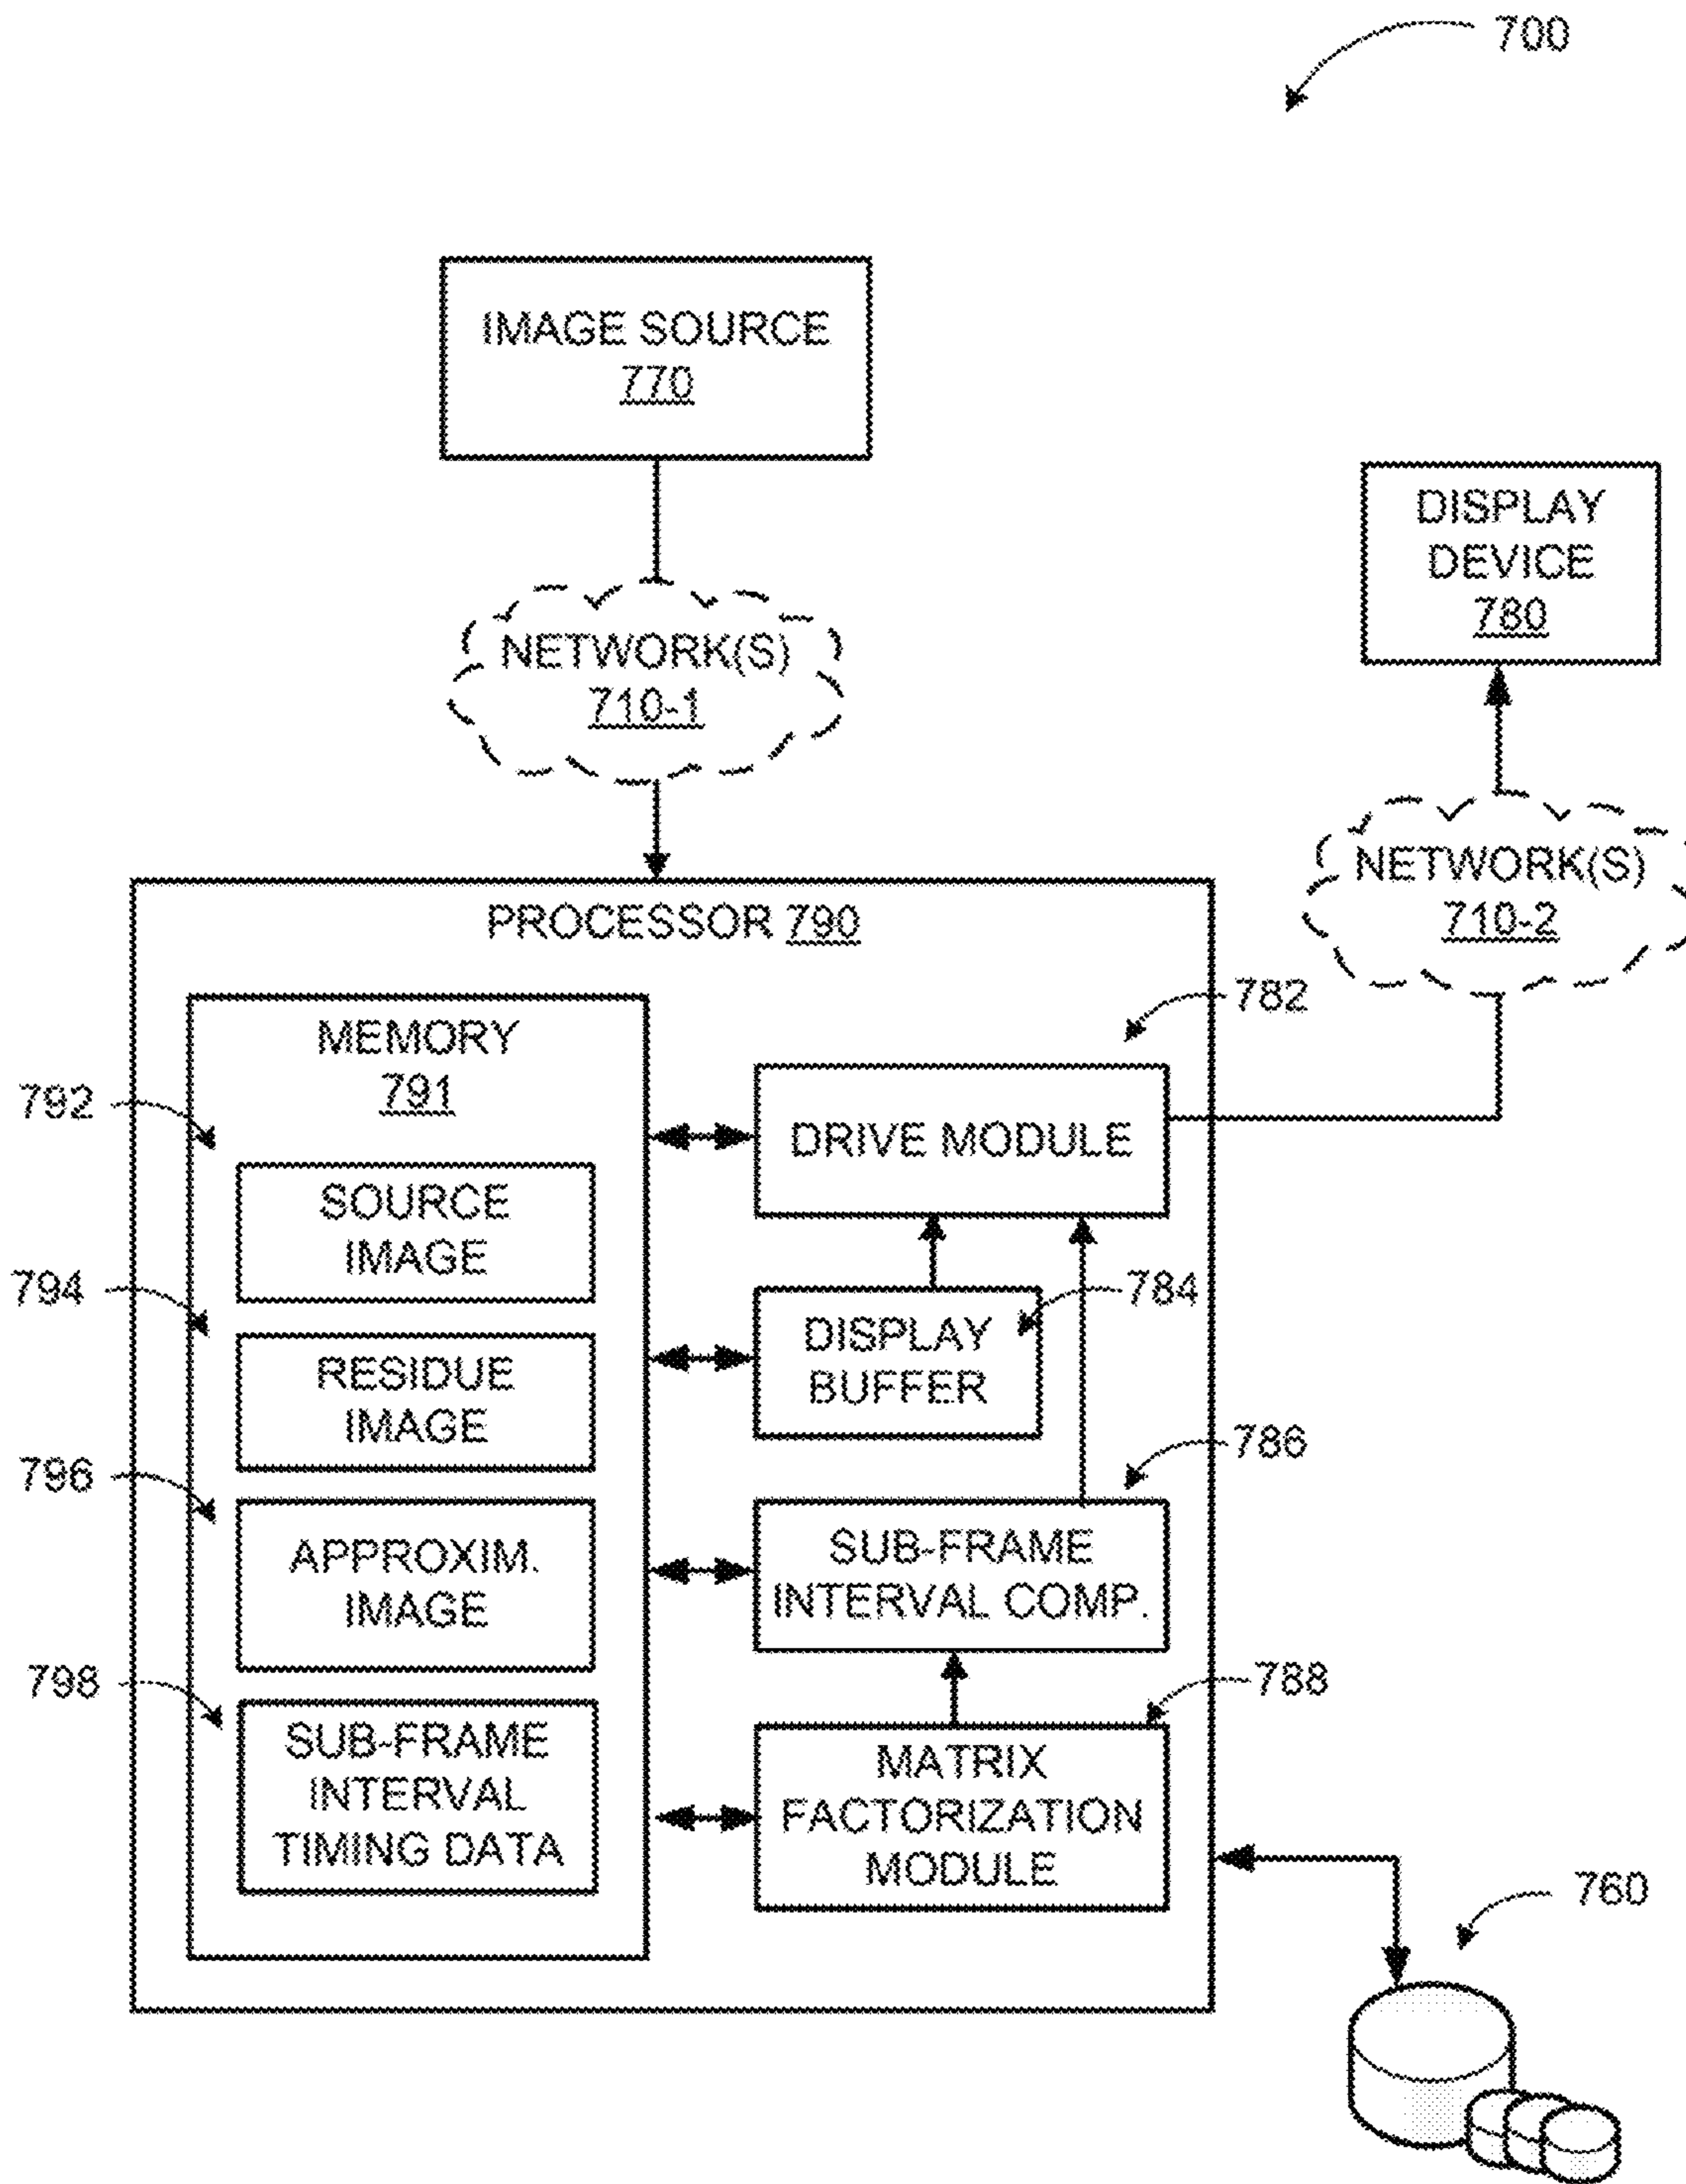 700
IMAGE SOURCE
770
DISPLAY
DEVICE
780
NETWORK(S)
710-1
NETWORK(S)
710-2
PROCESSOR 790
782
MEMORY
791
792
DRIVE MODULE
SOURCE
IMAGE
794
784
DISPLAY
BUFFER
RESIDUE
IMAGE
786
796
SUB-FRAME
INTERVAL COMP.
APPROXIM.
IMAGE
788
798
SUB-FRAME
INTERVAL
TIMING DATA
MATRIX
FACTORIZATION
MODULE
760